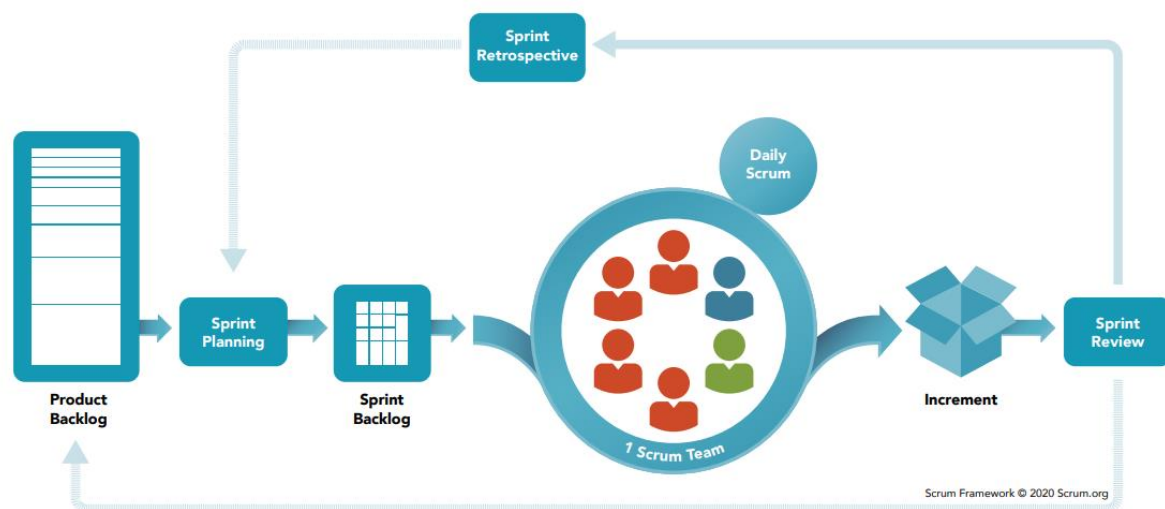 Sprint
Retrospective
Daily
Scrum
Sprint
Planning
Sprint
Review
Product
Backlog
Sprint
Backlog
Increment
1 Scrum Team
Scrum Framework © 2020 Scrum.org